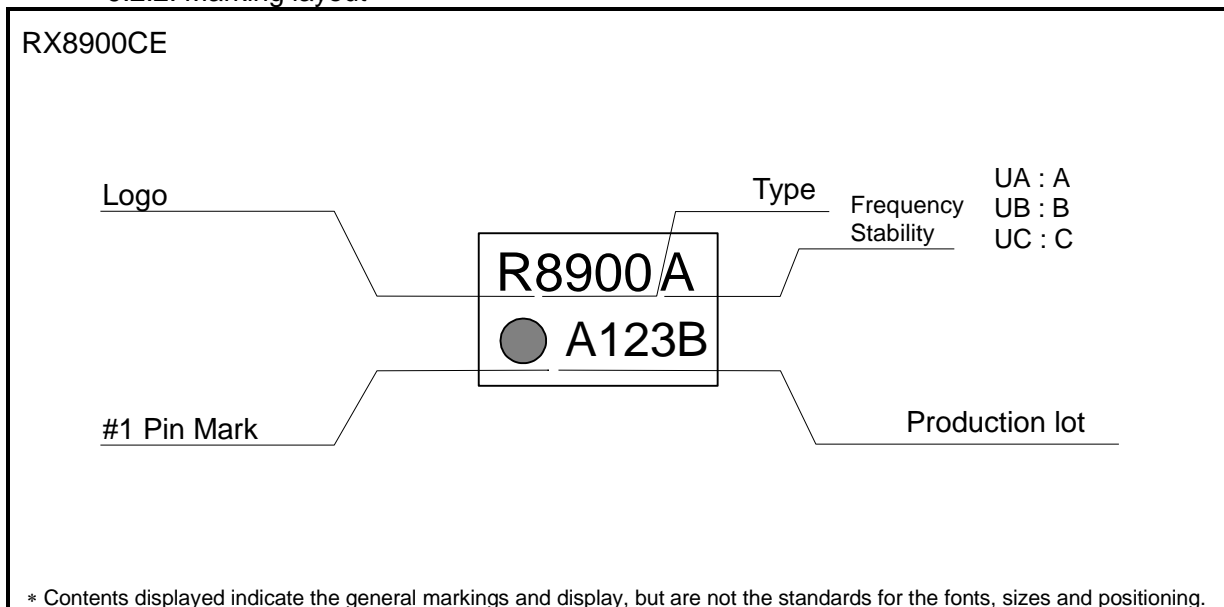 RX8900CE
Logo
Type
Frequency
Stability
UA : A
UB : B
UC : C
R8900 A
A123B
#1 Pin Mark
Production lot
* Contents displayed indicate the general markings and display, but are not the standards for the fonts, sizes and positioning.